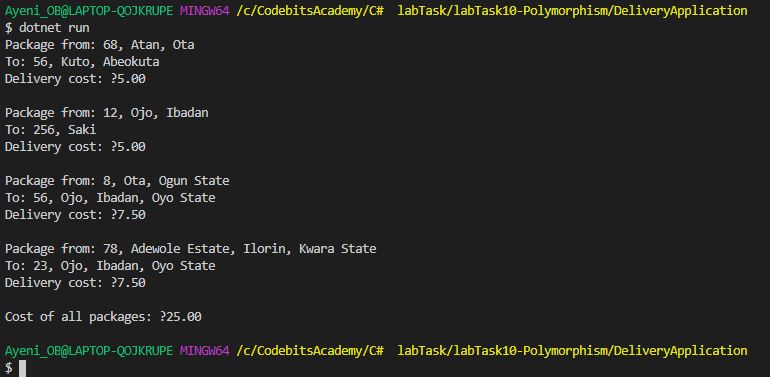 Ayeni_OB@LAPTOP-QOJKRUPE MINGW64 /c/CodebitsAcademy/C#  labTask/labTask10-Polymorphism/DeliveryApplication
$ dotnet run
Package from: 68, Atan, Ota
To: 56, Kuto, Abeokuta
Delivery cost: ?5.00
Package from: 12, Ojo, Ibadan
To: 256, Saki
Delivery cost: ?5.00
Package from: 8, Ota, Ogun State
To: 56, Ojo, Ibadan, Oyo State
Delivery cost: ?7.50
Package from: 78, Adewole Estate, Ilorin, Kwara State
To: 23, Ojo, Ibadan, Oyo State
Delivery cost: ?7.50
Cost of all packages: ?25.00
Ayeni_OB@LAPTOP-QOJKRUPE MINGW64 /c/CodebitsAcademy/C#  labTask/labTask10-Polymorphism/DeliveryApplication
$